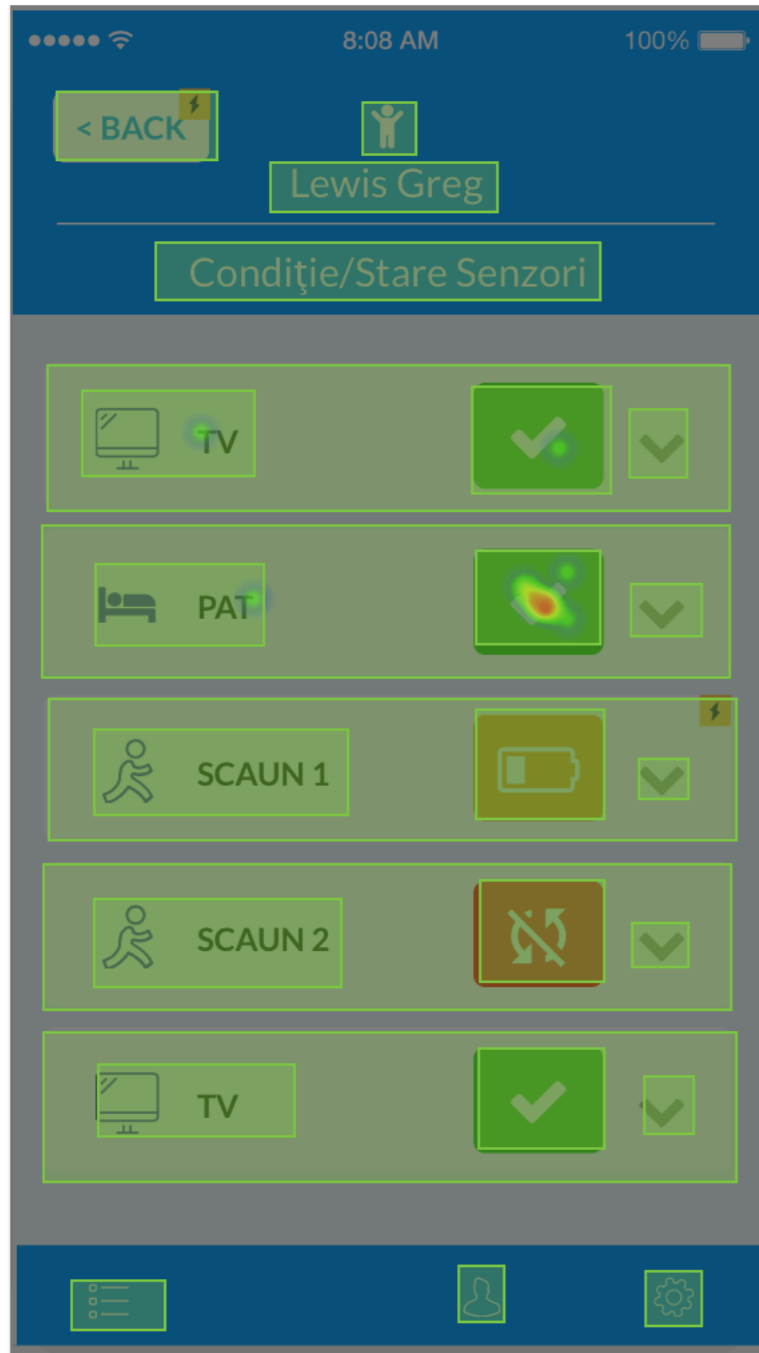 8:08 AM 100%
< BACK
Lewis Greg
Condiţie/Stare Senzori
TV
PAT
SCAUN 1
SCAUN 2
TV